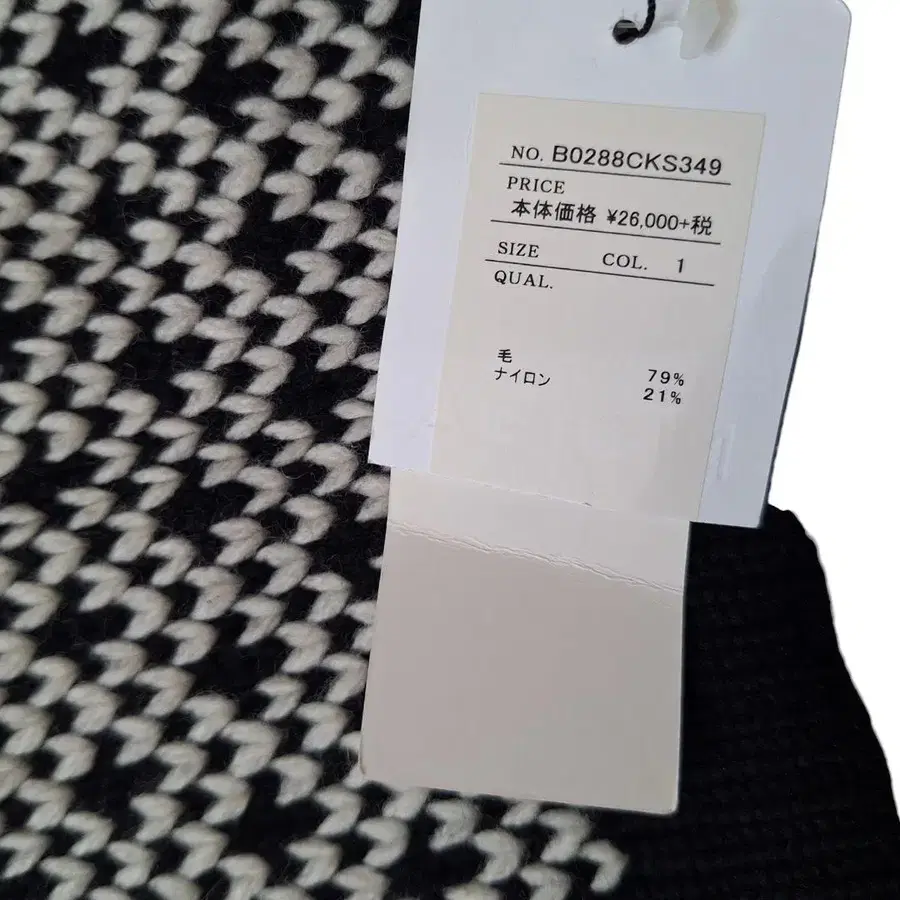 NO. B0288CKS349
PRICE
本体価格 ¥26,000+税
SIZE COL. 1
QUAL.
毛 79%
ナイロン 21%